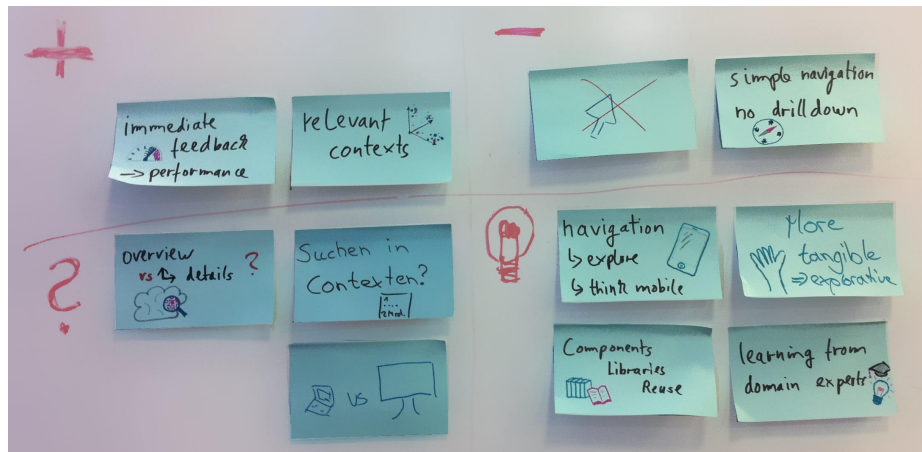 immediate
feedback
→ performance
relevant
contexts
simple navigation
no drilldown
overview
vs ↳ details ?
Suchen in
Contexten?
VS
navigation
↳ explore
↳ think mobile
More
tangible
⇒ explorative
Components
Libraries
Reuse
learning from
domain experts